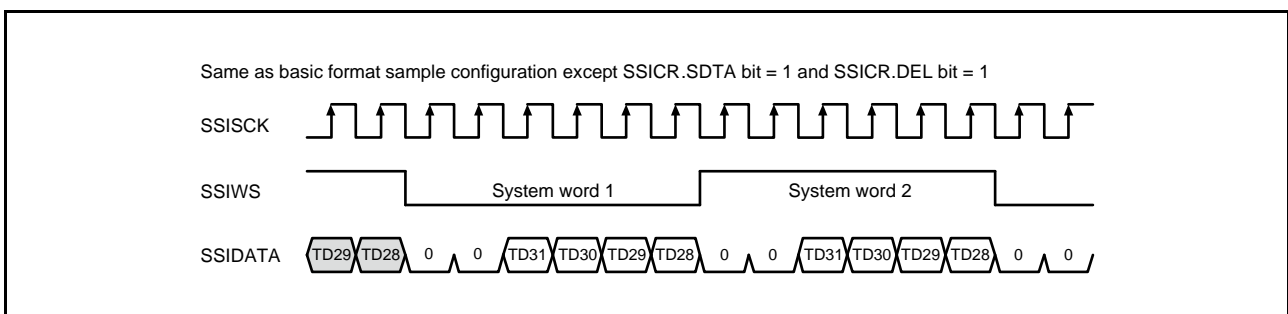 Same as basic format sample configuration except SSICR.SDTA bit = 1 and SSICR.DEL bit = 1
SSISCK
SSIWS System word 1 System word 2
SSIDATA TD29 TD28 0 0 TD31 TD30 TD29 TD28 0 0 TD31 TD30 TD29 TD28 0 0